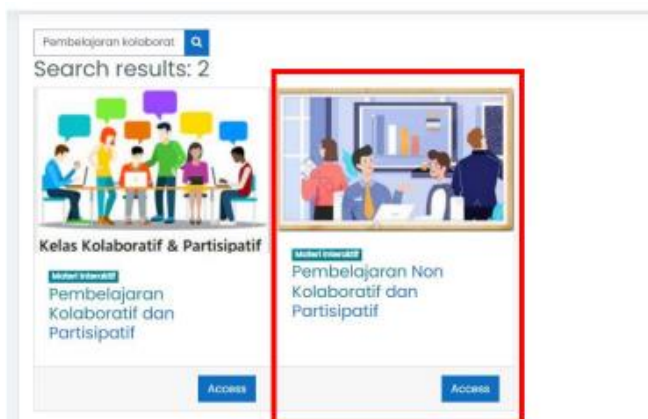 Pembelajaran kolaborat
Search results: 2
Kelas Kolaboratif & Partisipatif
Materi Interaktif
Pembelajaran
Kolaboratif dan
Partisipatif
Access
Materi Interaktif
Pembelajaran Non
Kolaboratif dan
Partisipatif
Access